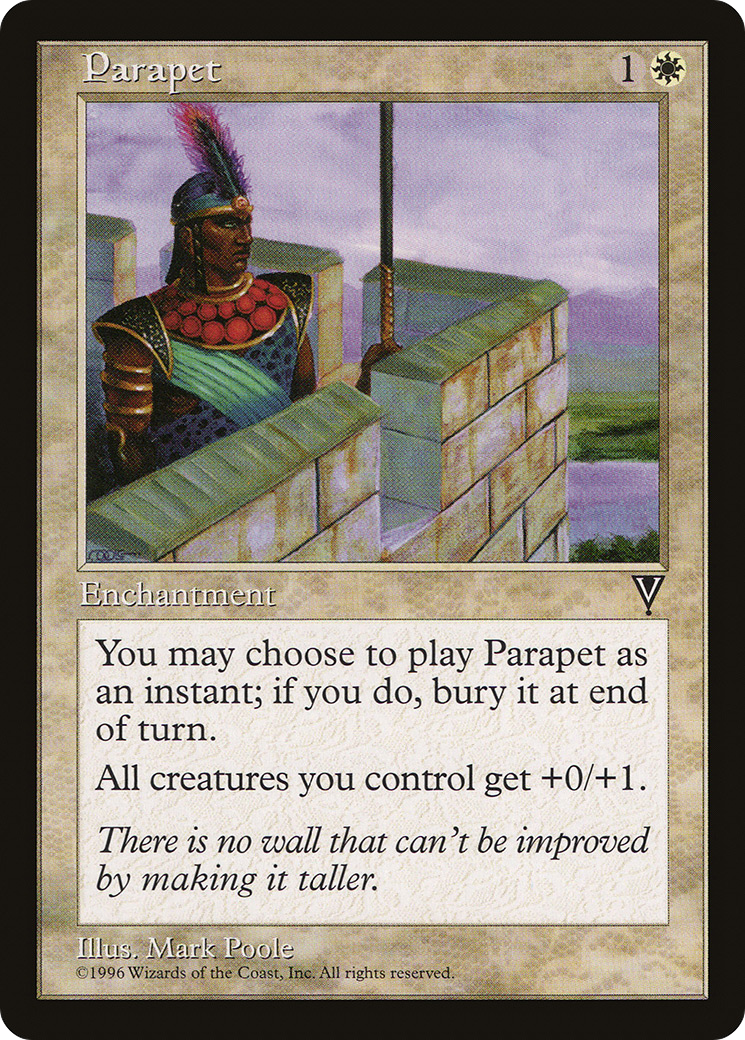 Parapet 1
Enchantment V
You may choose to play Parapet as
an instant; if you do, bury it at end
of turn.
All creatures you control get +0/+1.
There is no wall that can't be improved
by making it taller.
Illus. Mark Poole
©1996 Wizards of the Coast, Inc. All rights reserved.